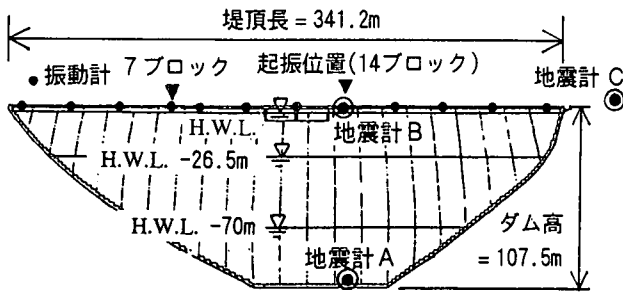 堤頂長 = 341.2m
• 振動計
7 ブロック
起振位置(14ブロック)
地震計 C
H.W.L.
地震計 B
H.W.L. -26.5m
H.W.L. -70m
ダム高
= 107.5m
地震計 A